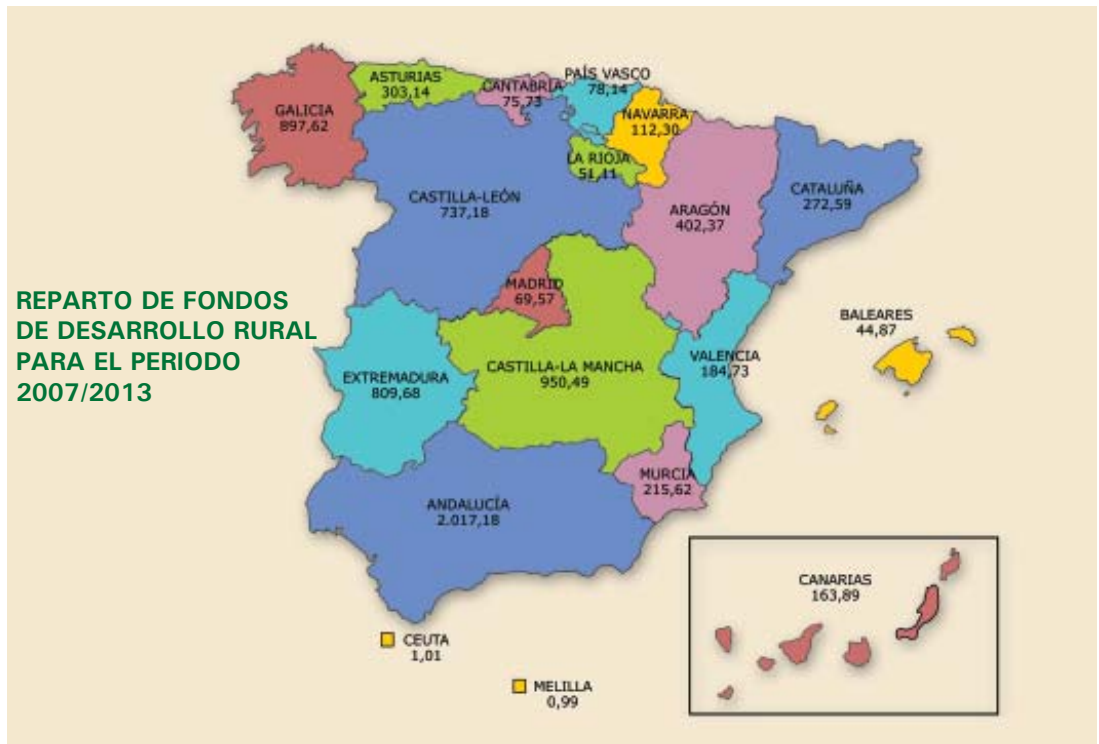 ASTURIAS
303,14
CANTABRIA
75,73
PAÍS VASCO
78,14
GALICIA
897,62
NAVARRA
112,30
LA RIOJA
51,11
CASTILLA-LEÓN
737,18
ARAGÓN
402,37
CATALUÑA
272,59
MADRID
69,57
REPARTO DE FONDOS
DE DESARROLLO RURAL
PARA EL PERIODO
2007/2013
BALEARES
44,87
EXTREMADURA
809,68
CASTILLA-LA MANCHA
950,49
VALENCIA
184,73
MURCIA
215,62
ANDALUCÍA
2.017,18
CANARIAS
163,89
CEUTA
1,01
MELILLA
0,99